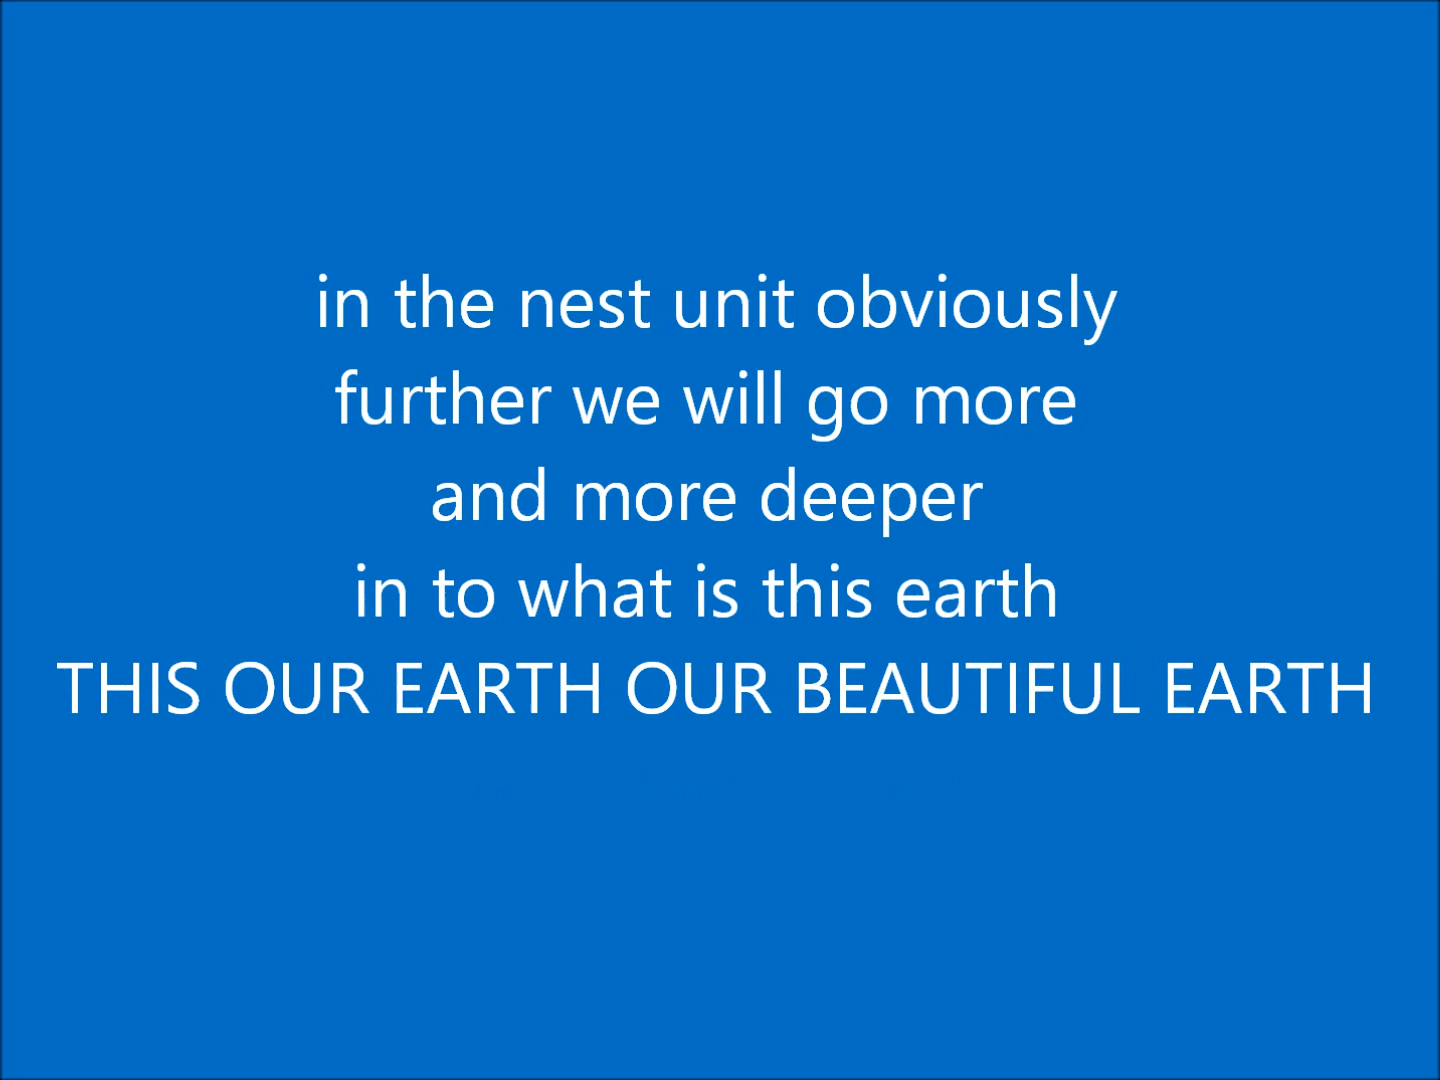 in the nest unit obviously
further we will go more
and more deeper
in to what is this earth
THIS OUR EARTH OUR BEAUTIFUL EARTH